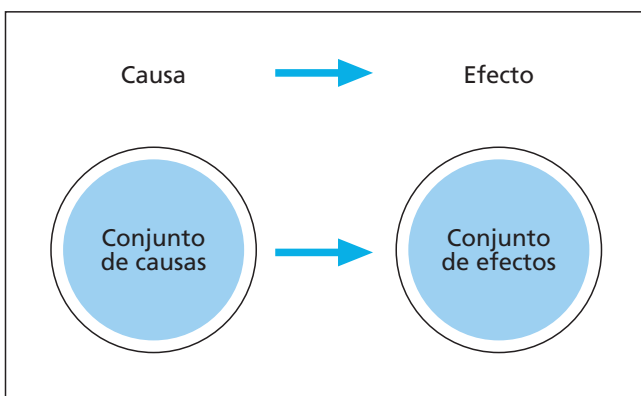 Causa
Efecto
Conjunto
de causas
Conjunto
de efectos